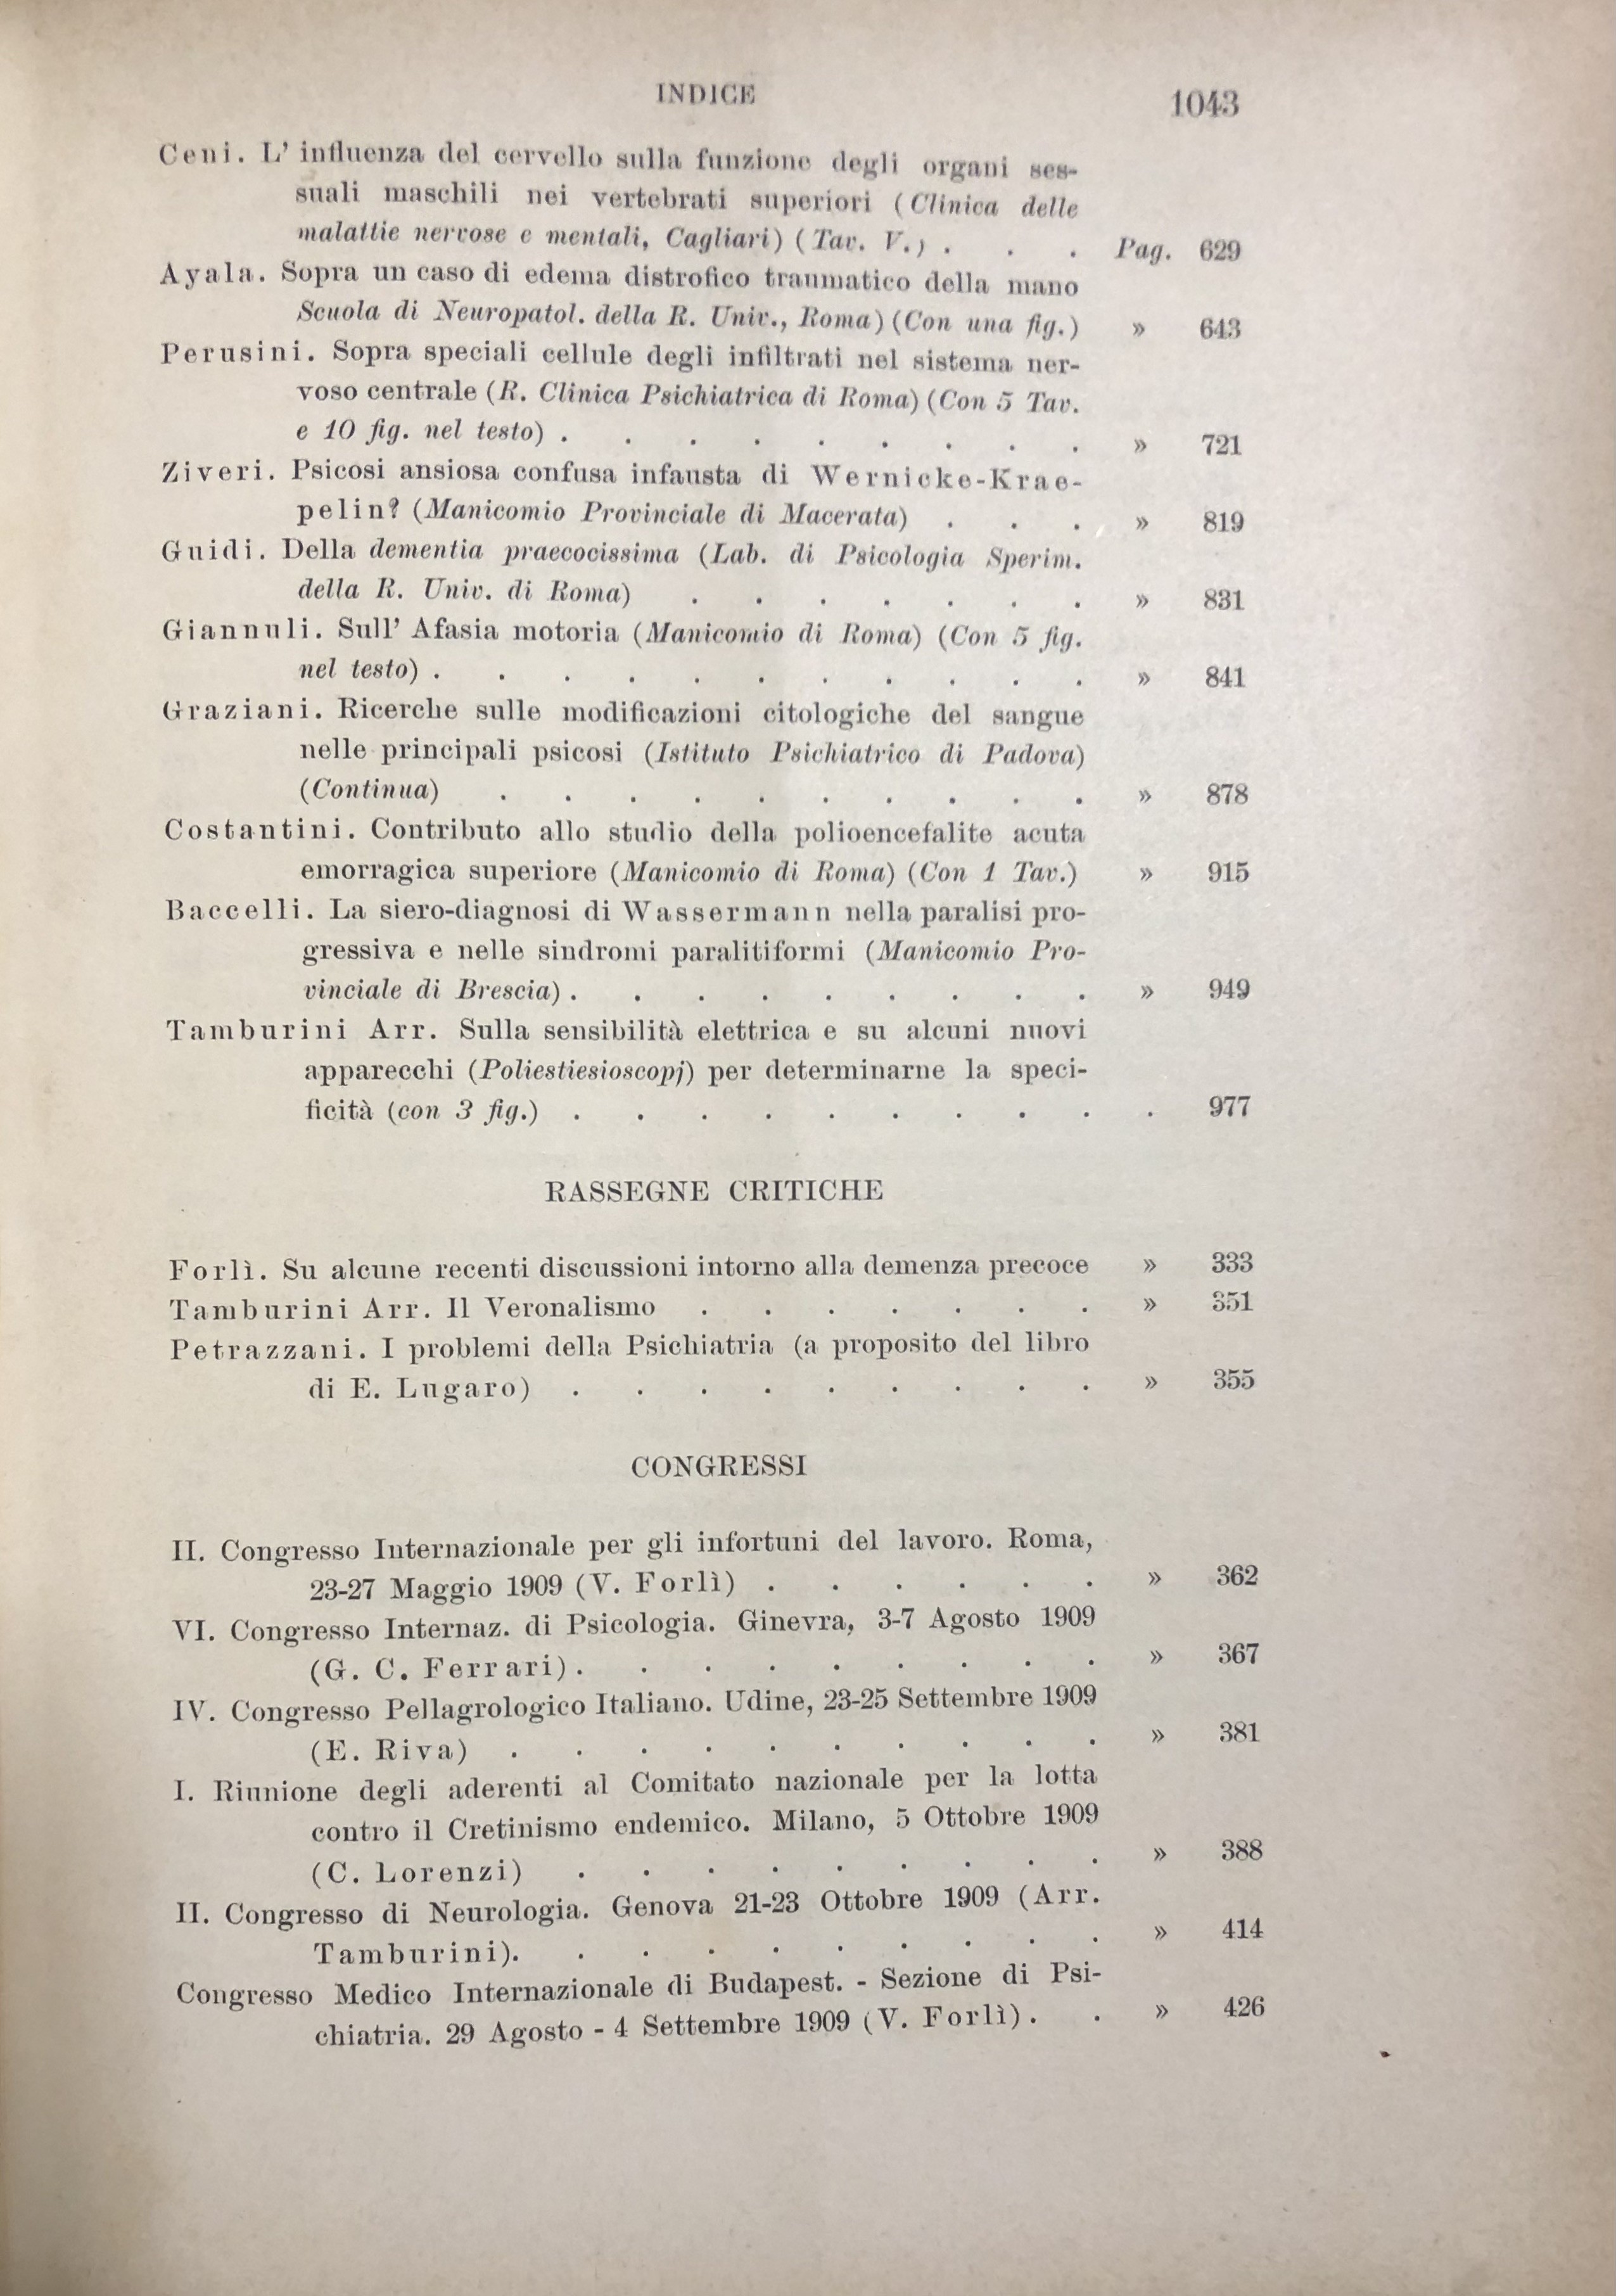 INDICE 1043
Ceni. L' influenza del cervello sulla funzione degli organi ses-
suali maschili nei vertebrati superiori (Clinica delle
malattie nervose e mentali, Cagliari) (Tav. V.) . . . Pag. 629
Ayala. Sopra un caso di edema distrofico traumatico della mano
Scuola di Neuropatol. della R. Univ., Roma) (Con una fig.) » 643
Perusini. Sopra speciali cellule degli infiltrati nel sistema ner-
voso centrale (R. Clinica Psichiatrica di Roma) (Con 5 Tav.
e 10 fig. nel testo) . . . . . . . . . » 721
Ziveri. Psicosi ansiosa confusa infausta di Wernicke-Krae-
pelin? (Manicomio Provinciale di Macerata) . . . » 819
Guidi. Della dementia praecocissima (Lab. di Psicologia Sperim.
della R. Univ. di Roma) . . . . . . . » 831
Giannuli. Sull' Afasia motoria (Manicomio di Roma) (Con 5 fig.
nel testo) . . . . . . . . . . . » 841
Graziani. Ricerche sulle modificazioni citologiche del sangue
nelle principali psicosi (Istituto Psichiatrico di Padova)
(Continua) . . . . . . . . . . » 878
Costantini. Contributo allo studio della polioencefalite acuta
emorragica superiore (Manicomio di Roma) (Con 1 Tav.) » 915
Baccelli. La siero-diagnosi di Wassermann nella paralisi pro-
gressiva e nelle sindromi paralitiformi (Manicomio Pro-
vinciale di Brescia) . . . . . . . . . » 949
Tamburini Arr. Sulla sensibilità elettrica e su alcuni nuovi
apparecchi (Poliestiesioscopj) per determinarne la speci-
ficità (con 3 fig.) . . . . . . . . . . 977
RASSEGNE CRITICHE
Forlì. Su alcune recenti discussioni intorno alla demenza precoce » 333
Tamburini Arr. Il Veronalismo . . . . . . . » 351
Petrazzani. I problemi della Psichiatria (a proposito del libro
di E. Lugaro) . . . . . . . . . » 355
CONGRESSI
II. Congresso Internazionale per gli infortuni del lavoro. Roma,
23-27 Maggio 1909 (V. Forlì) . . . . . . » 362
VI. Congresso Internaz. di Psicologia. Ginevra, 3-7 Agosto 1909
(G. C. Ferrari) . . . . . . . . . » 367
IV. Congresso Pellagrologico Italiano. Udine, 23-25 Settembre 1909
(E. Riva) . . . . . . . . . . » 381
I. Riunione degli aderenti al Comitato nazionale per la lotta
contro il Cretinismo endemico. Milano, 5 Ottobre 1909
(C. Lorenzi) . . . . . . . . . » 388
II. Congresso di Neurologia. Genova 21-23 Ottobre 1909 (Arr.
Tamburini). . . . . . . . . . » 414
Congresso Medico Internazionale di Budapest. - Sezione di Psi-
chiatria. 29 Agosto - 4 Settembre 1909 (V. Forlì) . . » 426